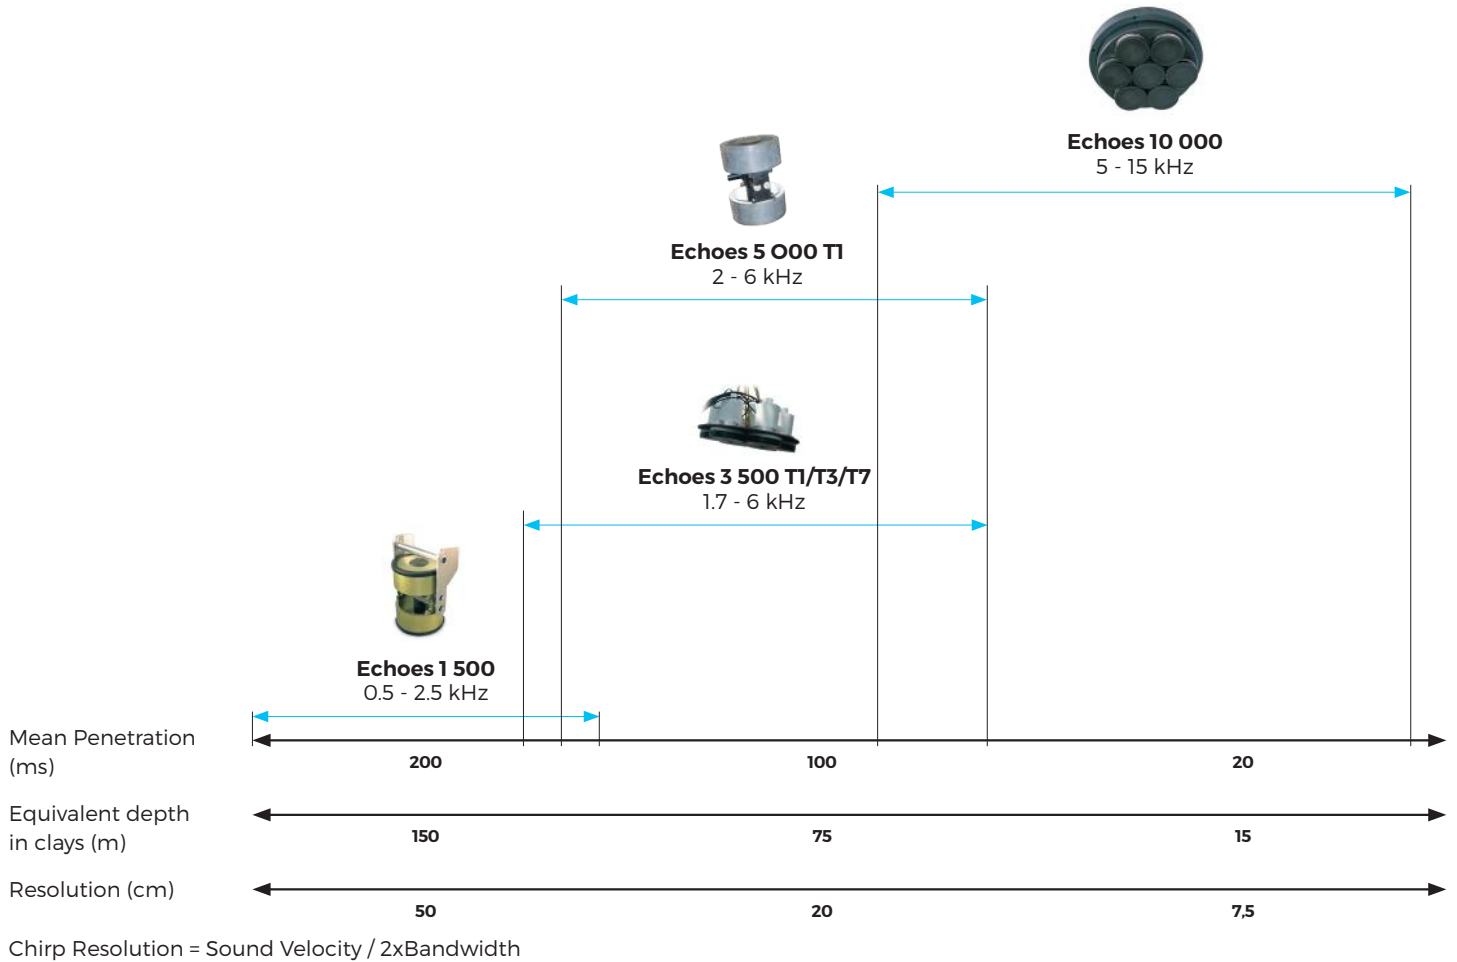 Echoes 10 000
5 - 15 kHz
Echoes 5 O00 T1
2 - 6 kHz
Echoes 3 500 T1/T3/T7
1.7 - 6 kHz
Echoes 1 500
0.5 - 2.5 kHz
Mean Penetration
(ms)
200 100 20
Equivalent depth
in clays (m)
150 75 15
Resolution (cm)
50 20 7,5
Chirp Resolution = Sound Velocity / 2xBandwidth